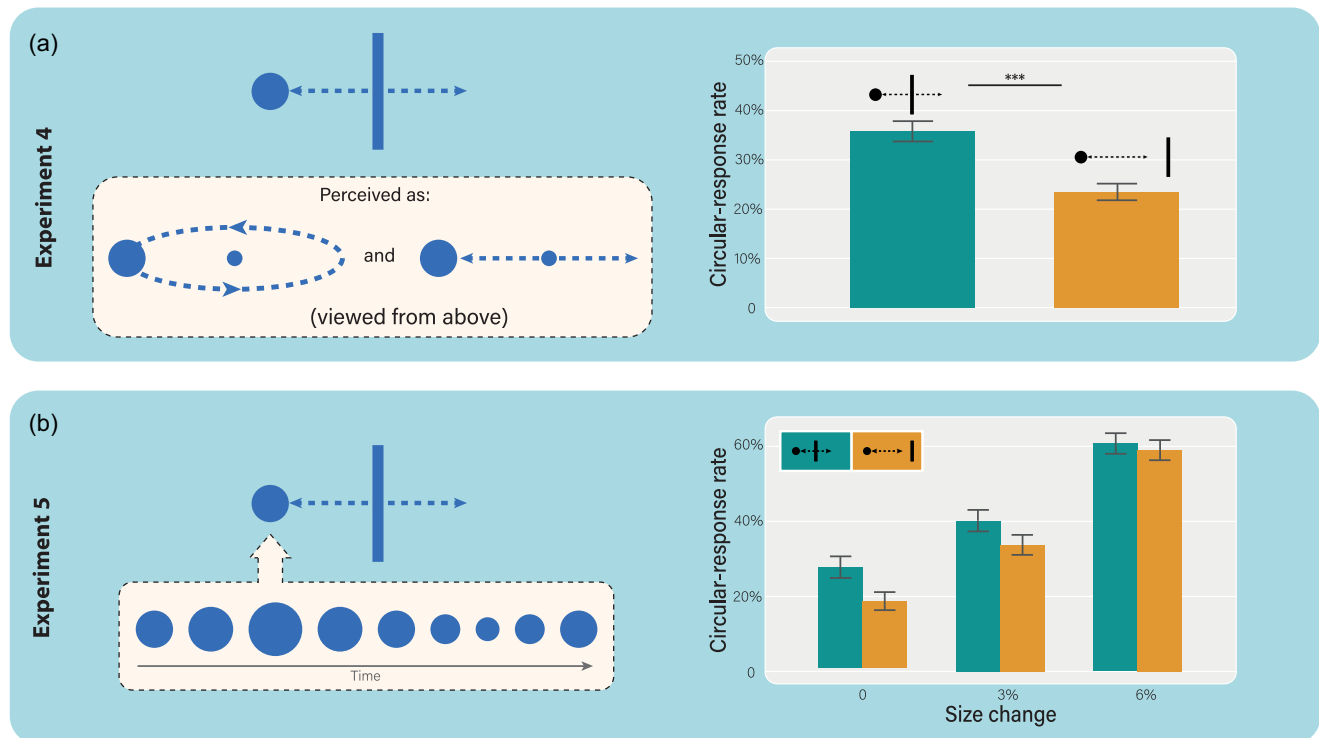 (a)
Experiment 4
Perceived as:
and
(viewed from above)
Circular-response rate
50%
40%
30%
20%
10%
0
***
(b)
Experiment 5
Time
Circular-response rate
60%
40%
20%
0
0
3%
6%
Size change